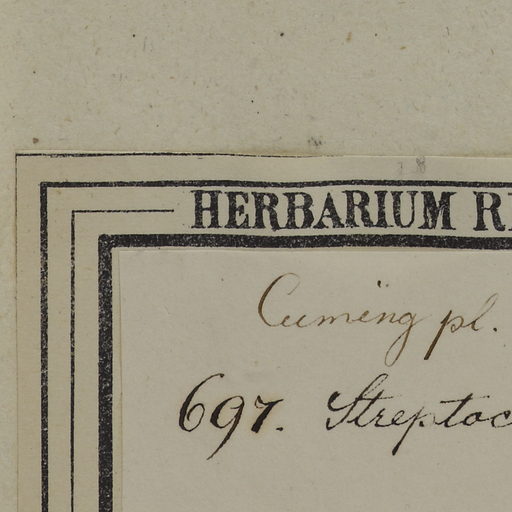 HERBARIUM R
Cuming pl.
697. Streptoc